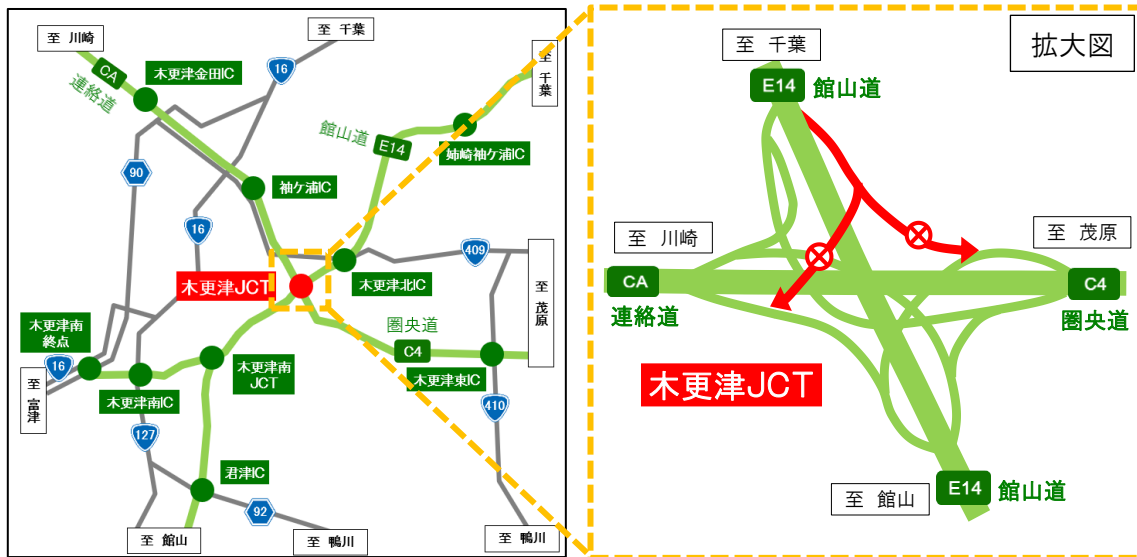 至 川崎
至 千葉
CA
連絡道
木更津金田IC
16
館山道
E14
至 千葉
姉崎袖ケ浦IC
90
袖ケ浦IC
16
409
木更津JCT
木更津北IC
至 茂原
圏央道
C4
木更津南
終点
16
至 富津
木更津南
JCT
木更津東IC
木更津南IC
410
127
君津IC
92
至 館山
至 鴨川
至 鴨川
拡大図
至 千葉
E14
館山道
至 川崎
至 茂原
CA
連絡道
C4
圏央道
木更津JCT
至 館山
E14
館山道